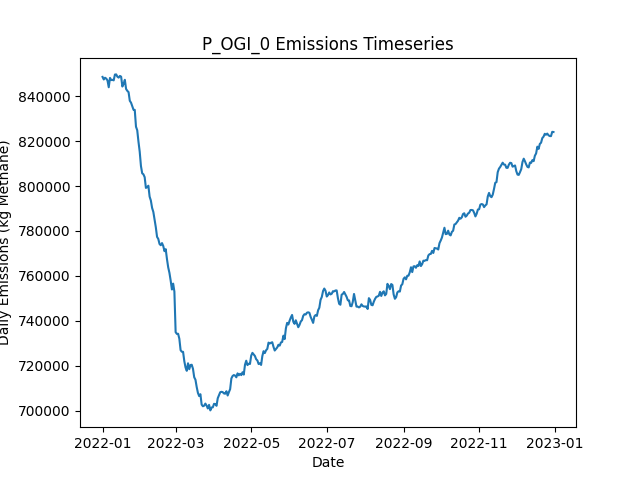 P_OGI_0 Emissions Timeseries
Daily Emissions (kg Methane)
840000
820000
800000
780000
760000
740000
720000
700000
2022-01 2022-03 2022-05 2022-07 2022-09 2022-11 2023-01
Date